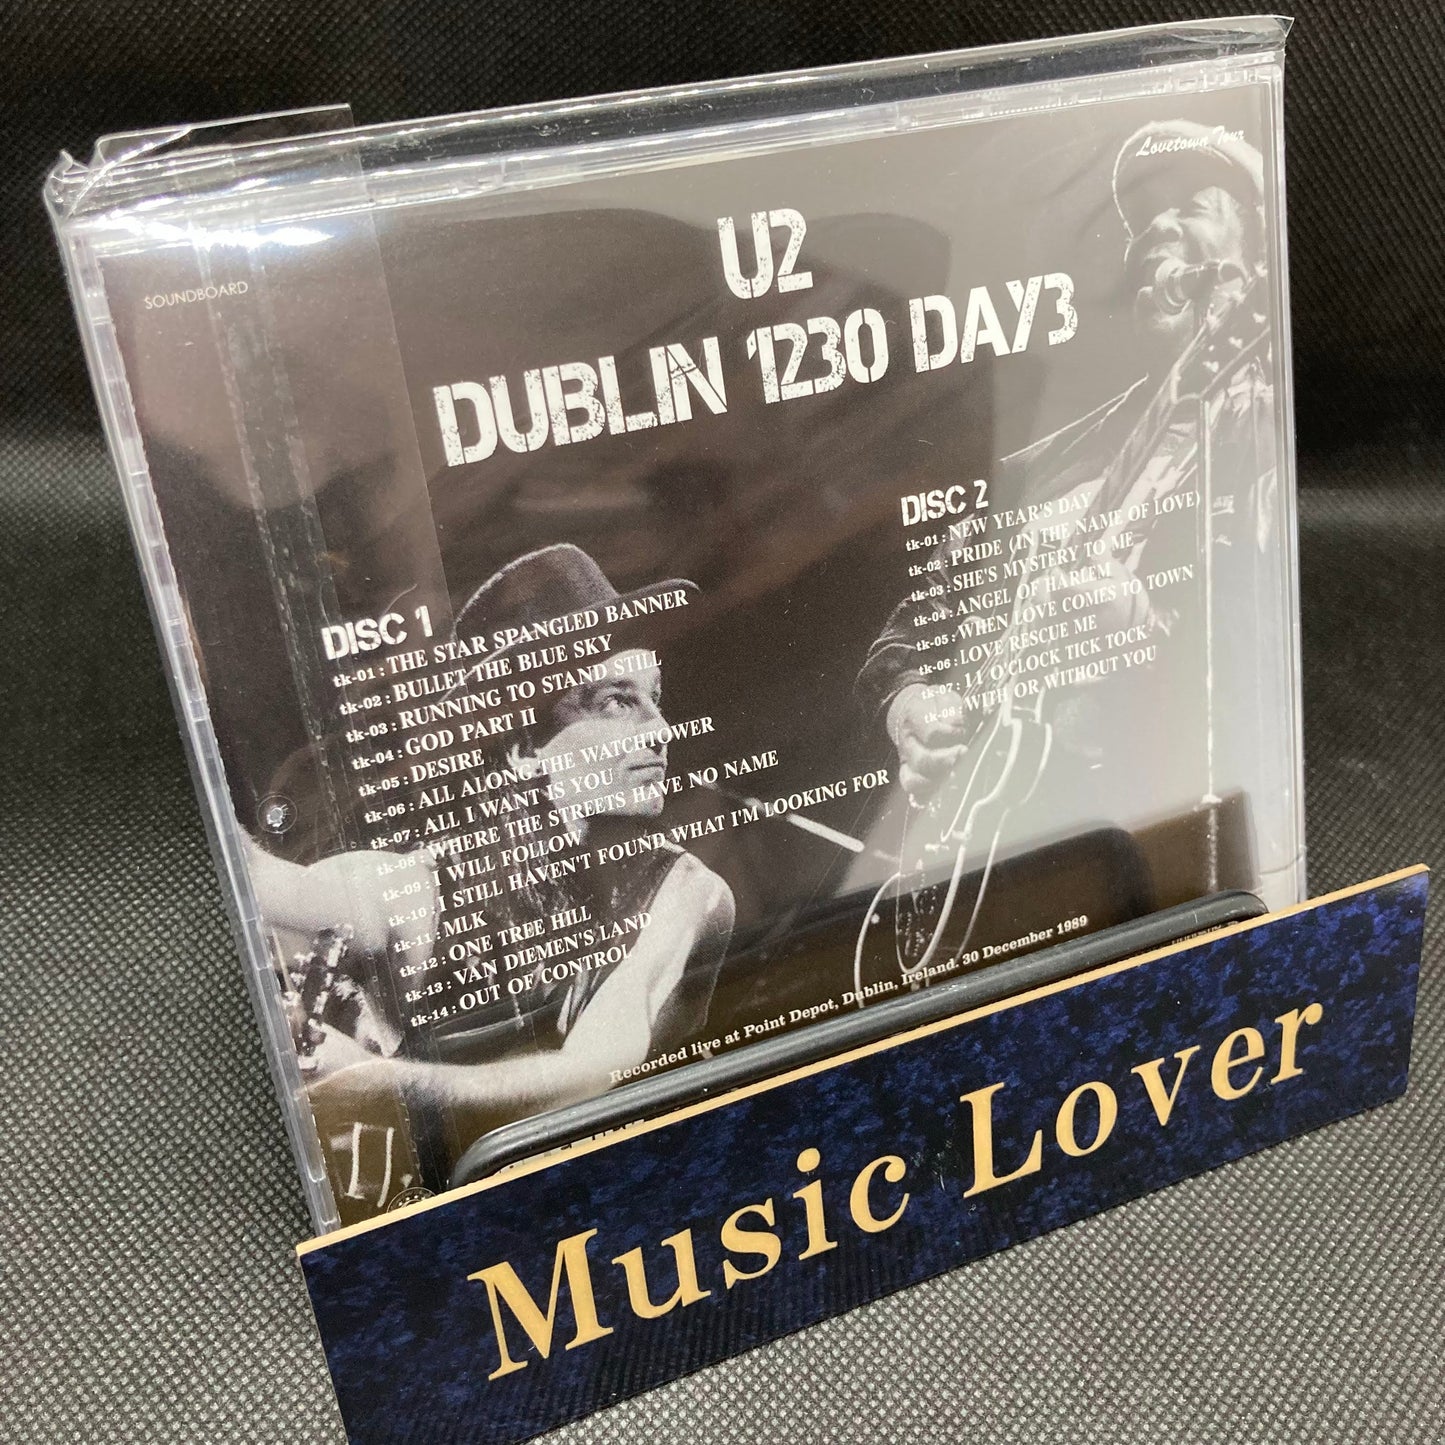 Lovetown Tour
SOUNDBOARD
U2
DUBLIN 1230 DAY3
DISC 1
tk-01 : THE STAR SPANGLED BANNER
tk-02 : BULLET THE BLUE SKY
tk-03 : RUNNING TO STAND STILL
tk-04 : GOD PART II
tk-05 : DESIRE
tk-06 : ALL ALONG THE WATCHTOWER
tk-07 : ALL I WANT IS YOU
tk-08 : WHERE THE STREETS HAVE NO NAME
tk-09 : I WILL FOLLOW
tk-10 : I STILL HAVEN'T FOUND WHAT I'M LOOKING FOR
tk-11 : MLK
tk-12 : ONE TREE HILL
tk-13 : VAN DIEMEN'S LAND
tk-14 : OUT OF CONTROL
DISC 2
tk-01 : NEW YEAR'S DAY
tk-02 : PRIDE (IN THE NAME OF LOVE)
tk-03 : SHE'S MYSTERY TO ME
tk-04 : ANGEL OF HARLEM
tk-05 : WHEN LOVE COMES TO TOWN
tk-06 : LOVE RESCUE ME
tk-07 : 11 O'CLOCK TICK TOCK
tk-08 : WITH OR WITHOUT YOU
Recorded live at Point Depot, Dublin, Ireland. 30 December 1989
Music Lover